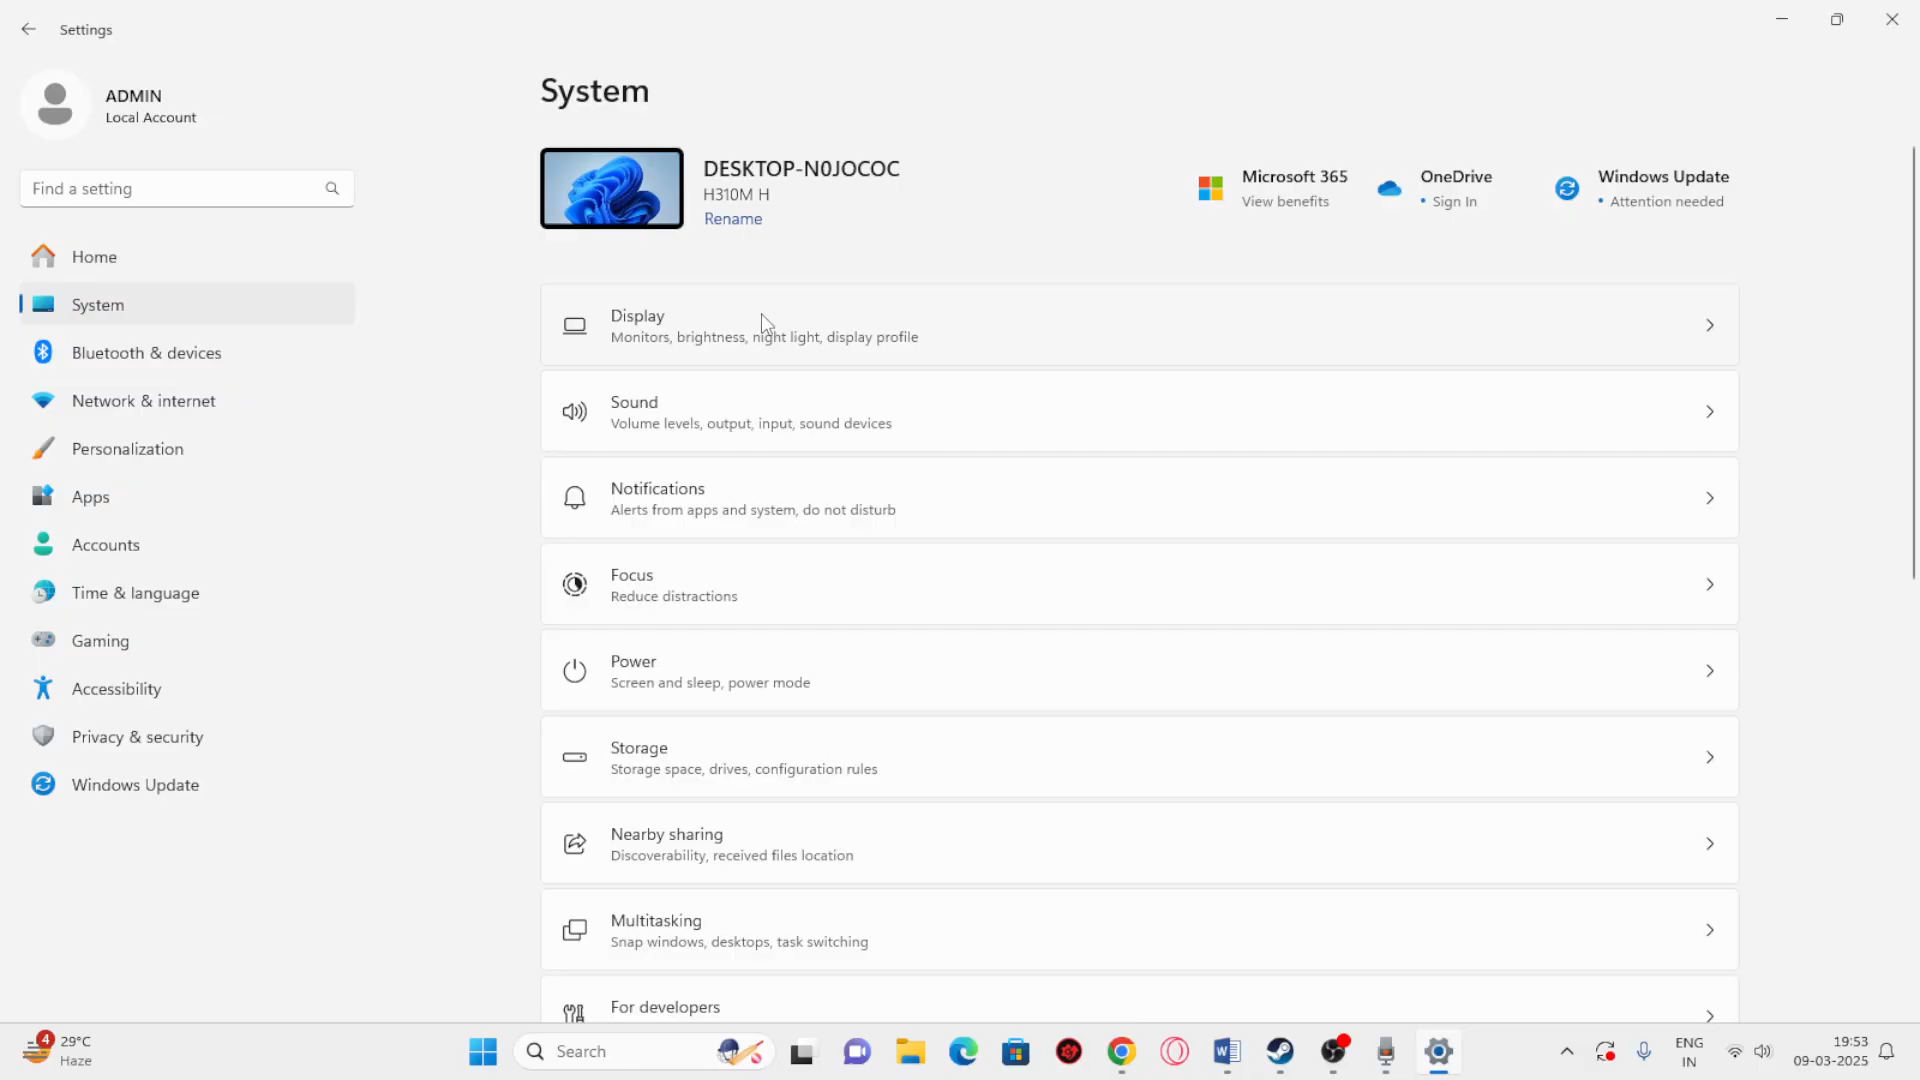 Settings
ADMIN
Local Account
Find a setting
Home
System
Bluetooth & devices
Network & internet
Personalization
Apps
Accounts
Time & language
Gaming
Accessibility
Privacy & security
Windows Update
System
DESKTOP-N0JOCOC
H310M H
Rename
Microsoft 365
View benefits
OneDrive
• Sign In
Windows Update
• Attention needed
Display
Monitors, brightness, night light, display profile
Sound
Volume levels, output, input, sound devices
Notifications
Alerts from apps and system, do not disturb
Focus
Reduce distractions
Power
Screen and sleep, power mode
Storage
Storage space, drives, configuration rules
Nearby sharing
Discoverability, received files location
Multitasking
Snap windows, desktops, task switching
For developers
4
29°C
Haze
Search
ENG
IN
19:53
09-03-2025